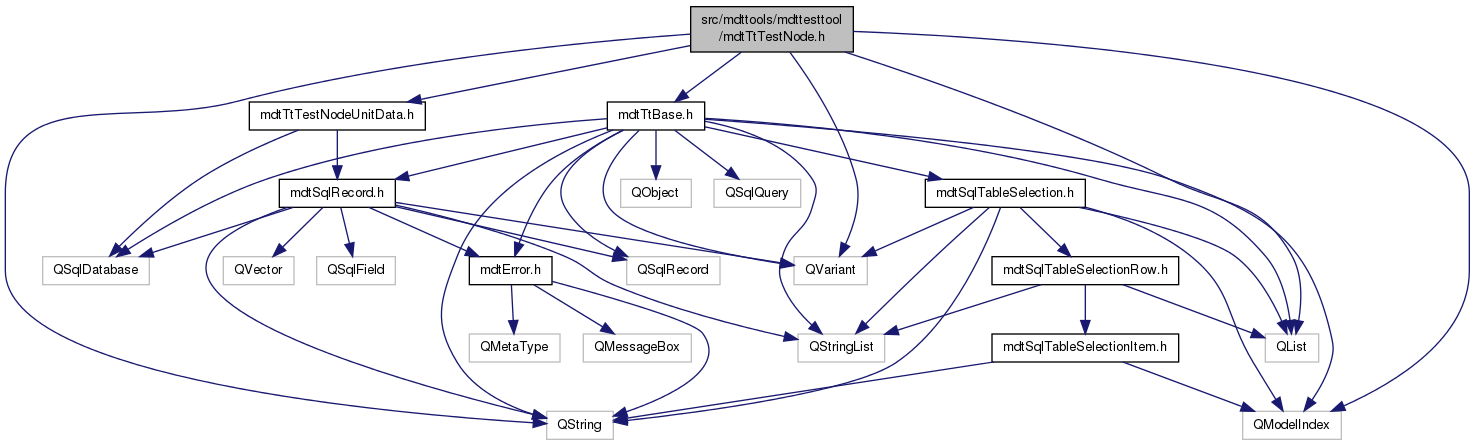 src/mdttools/mdttesttool
/mdtTtTestNode.h
mdtTtTestNodeUnitData.h
mdtTtBase.h
mdtSqlRecord.h
QObject
QSqlQuery
mdtSqlTableSelection.h
QSqlDatabase
QVector
QSqlField
mdtError.h
QSqlRecord
QVariant
mdtSqlTableSelectionRow.h
QMetaType
QMessageBox
QStringList
mdtSqlTableSelectionItem.h
QList
QString
QModelIndex